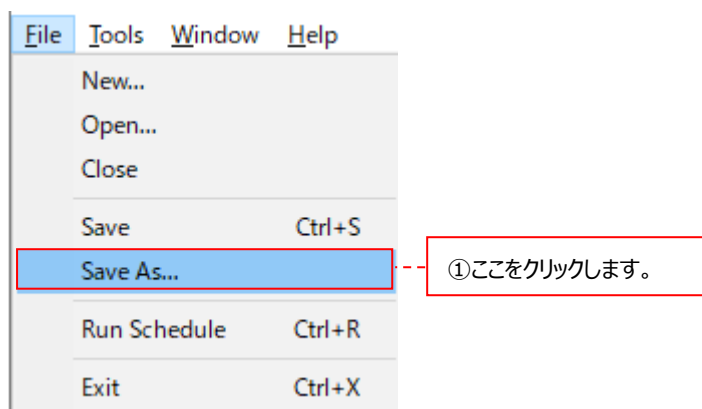 File Tools Window Help
New...
Open...
Close
Save Ctrl+S
Save As...
①ここをクリックします。
Run Schedule Ctrl+R
Exit Ctrl+X